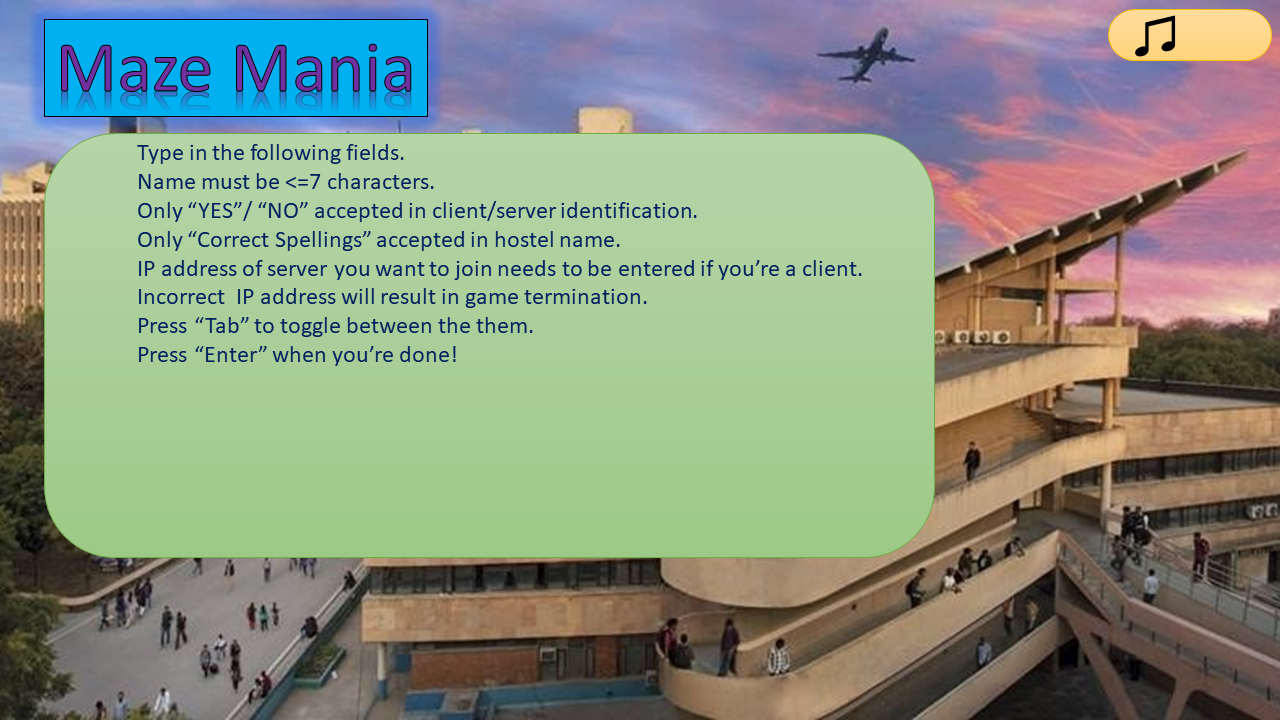 Maze Mania
Type in the following fields.
Name must be <=7 characters.
Only “YES”/ “NO” accepted in client/server identification.
Only “Correct Spellings” accepted in hostel name.
IP address of server you want to join needs to be entered if you’re a client.
Incorrect IP address will result in game termination.
Press “Tab” to toggle between the them.
Press “Enter” when you’re done!